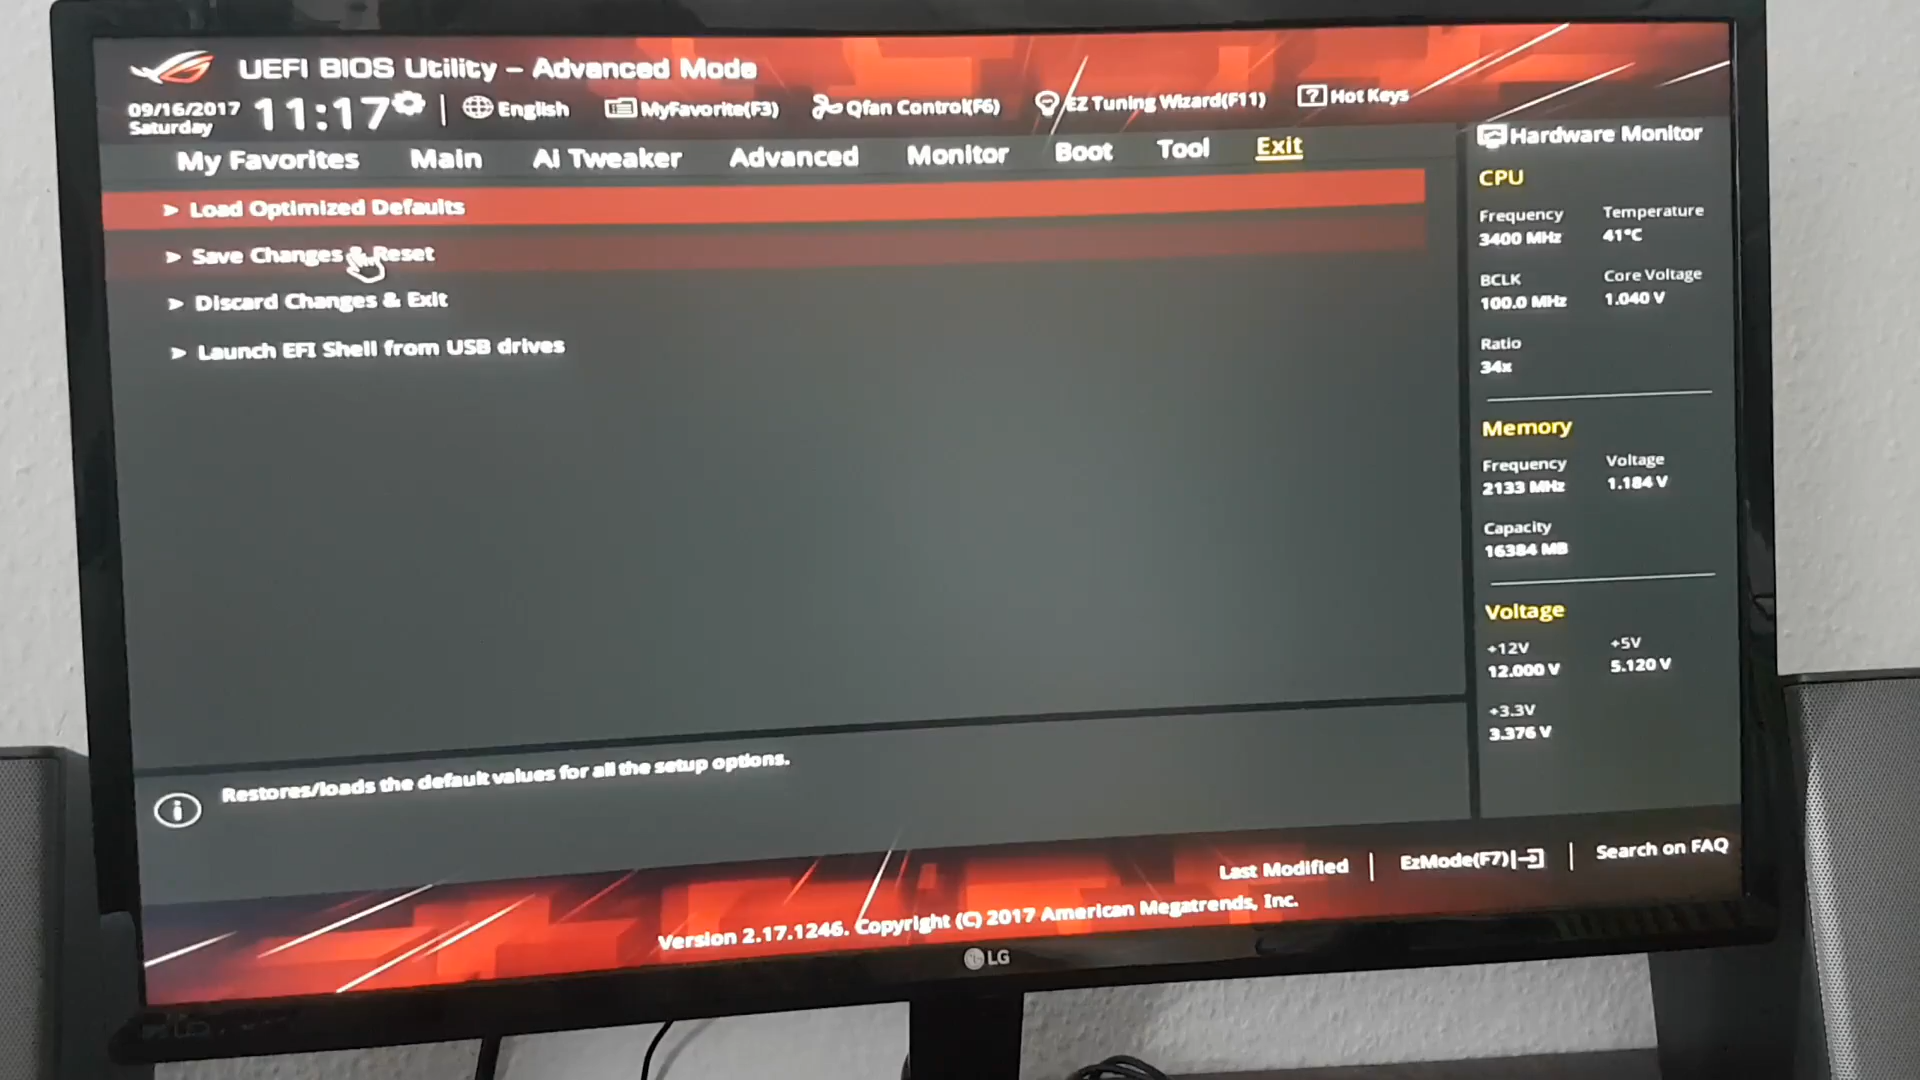 UEFI BIOS Utility – Advanced Mode
09/16/2017
Saturday
11:17
English
MyFavorite(F3)
Qfan Control(F6)
EZ Tuning Wizard(F11)
? Hot Keys
My Favorites
Main
Ai Tweaker
Advanced
Monitor
Boot
Tool
Exit
> Load Optimized Defaults
> Save Changes & Reset
> Discard Changes & Exit
> Launch EFI Shell from USB drives
Hardware Monitor
CPU
Frequency Temperature
3400 MHz 41°C
BCLK Core Voltage
100.0 MHz 1.040 V
Ratio
34x
Memory
Frequency Voltage
2133 MHz 1.184 V
Capacity
16384 MB
Voltage
+12V +5V
12.000 V 5.120 V
+3.3V
3.376 V
i Restores/loads the default values for all the setup options.
Last Modified | EzMode(F7) | Search on FAQ
Version 2.17.1246. Copyright (C) 2017 American Megatrends, Inc.
LG